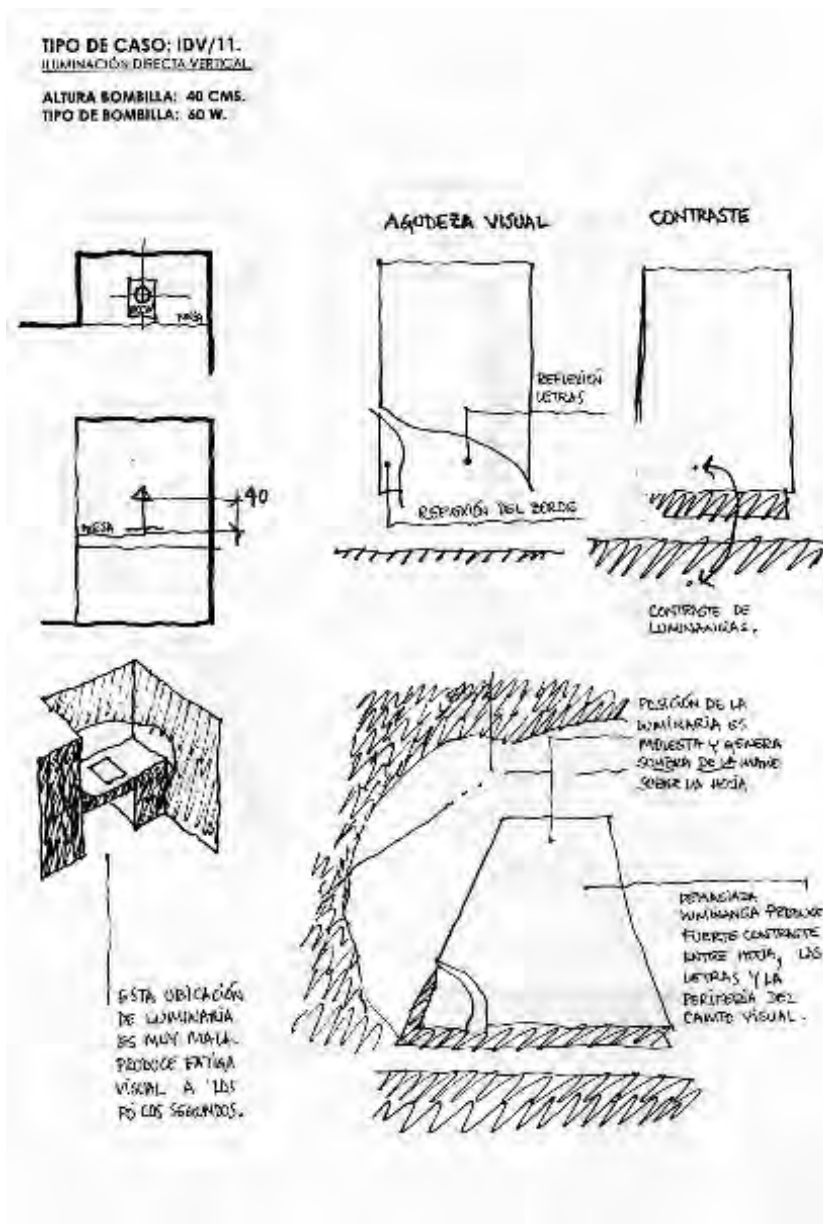 TIPO DE CASO: IDV/11.
ILUMINACIÓN DIRECTA VERTICAL
ALTURA BOMBILLA: 40 CMS.
TIPO DE BOMBILLA: 60 W.
AGUDEZA VISUAL
CONTRASTE
MESA
REFLEXIÓN
LETRAS
40
MESA
REFLEXIÓN DEL BORDE
CONTRASTE DE
LUMINANCIAS.
POSICIÓN DE LA
LUMINARIA ES
MOLESTA Y GENERA
SOMBRA DE LA MANO
SOBRE LA HOJA
DEMASIADA
LUMINANCIA PRODUCE
FUERTE CONTRASTE
ENTRE HOJA, LAS
LETRAS Y LA
PERIFERIA DEL
CAMPO VISUAL.
ESTA UBICACIÓN
DE LUMINARIA
ES MUY MALA.
PRODUCE FATIGA
VISUAL A LOS
POCOS SEGUNDOS.